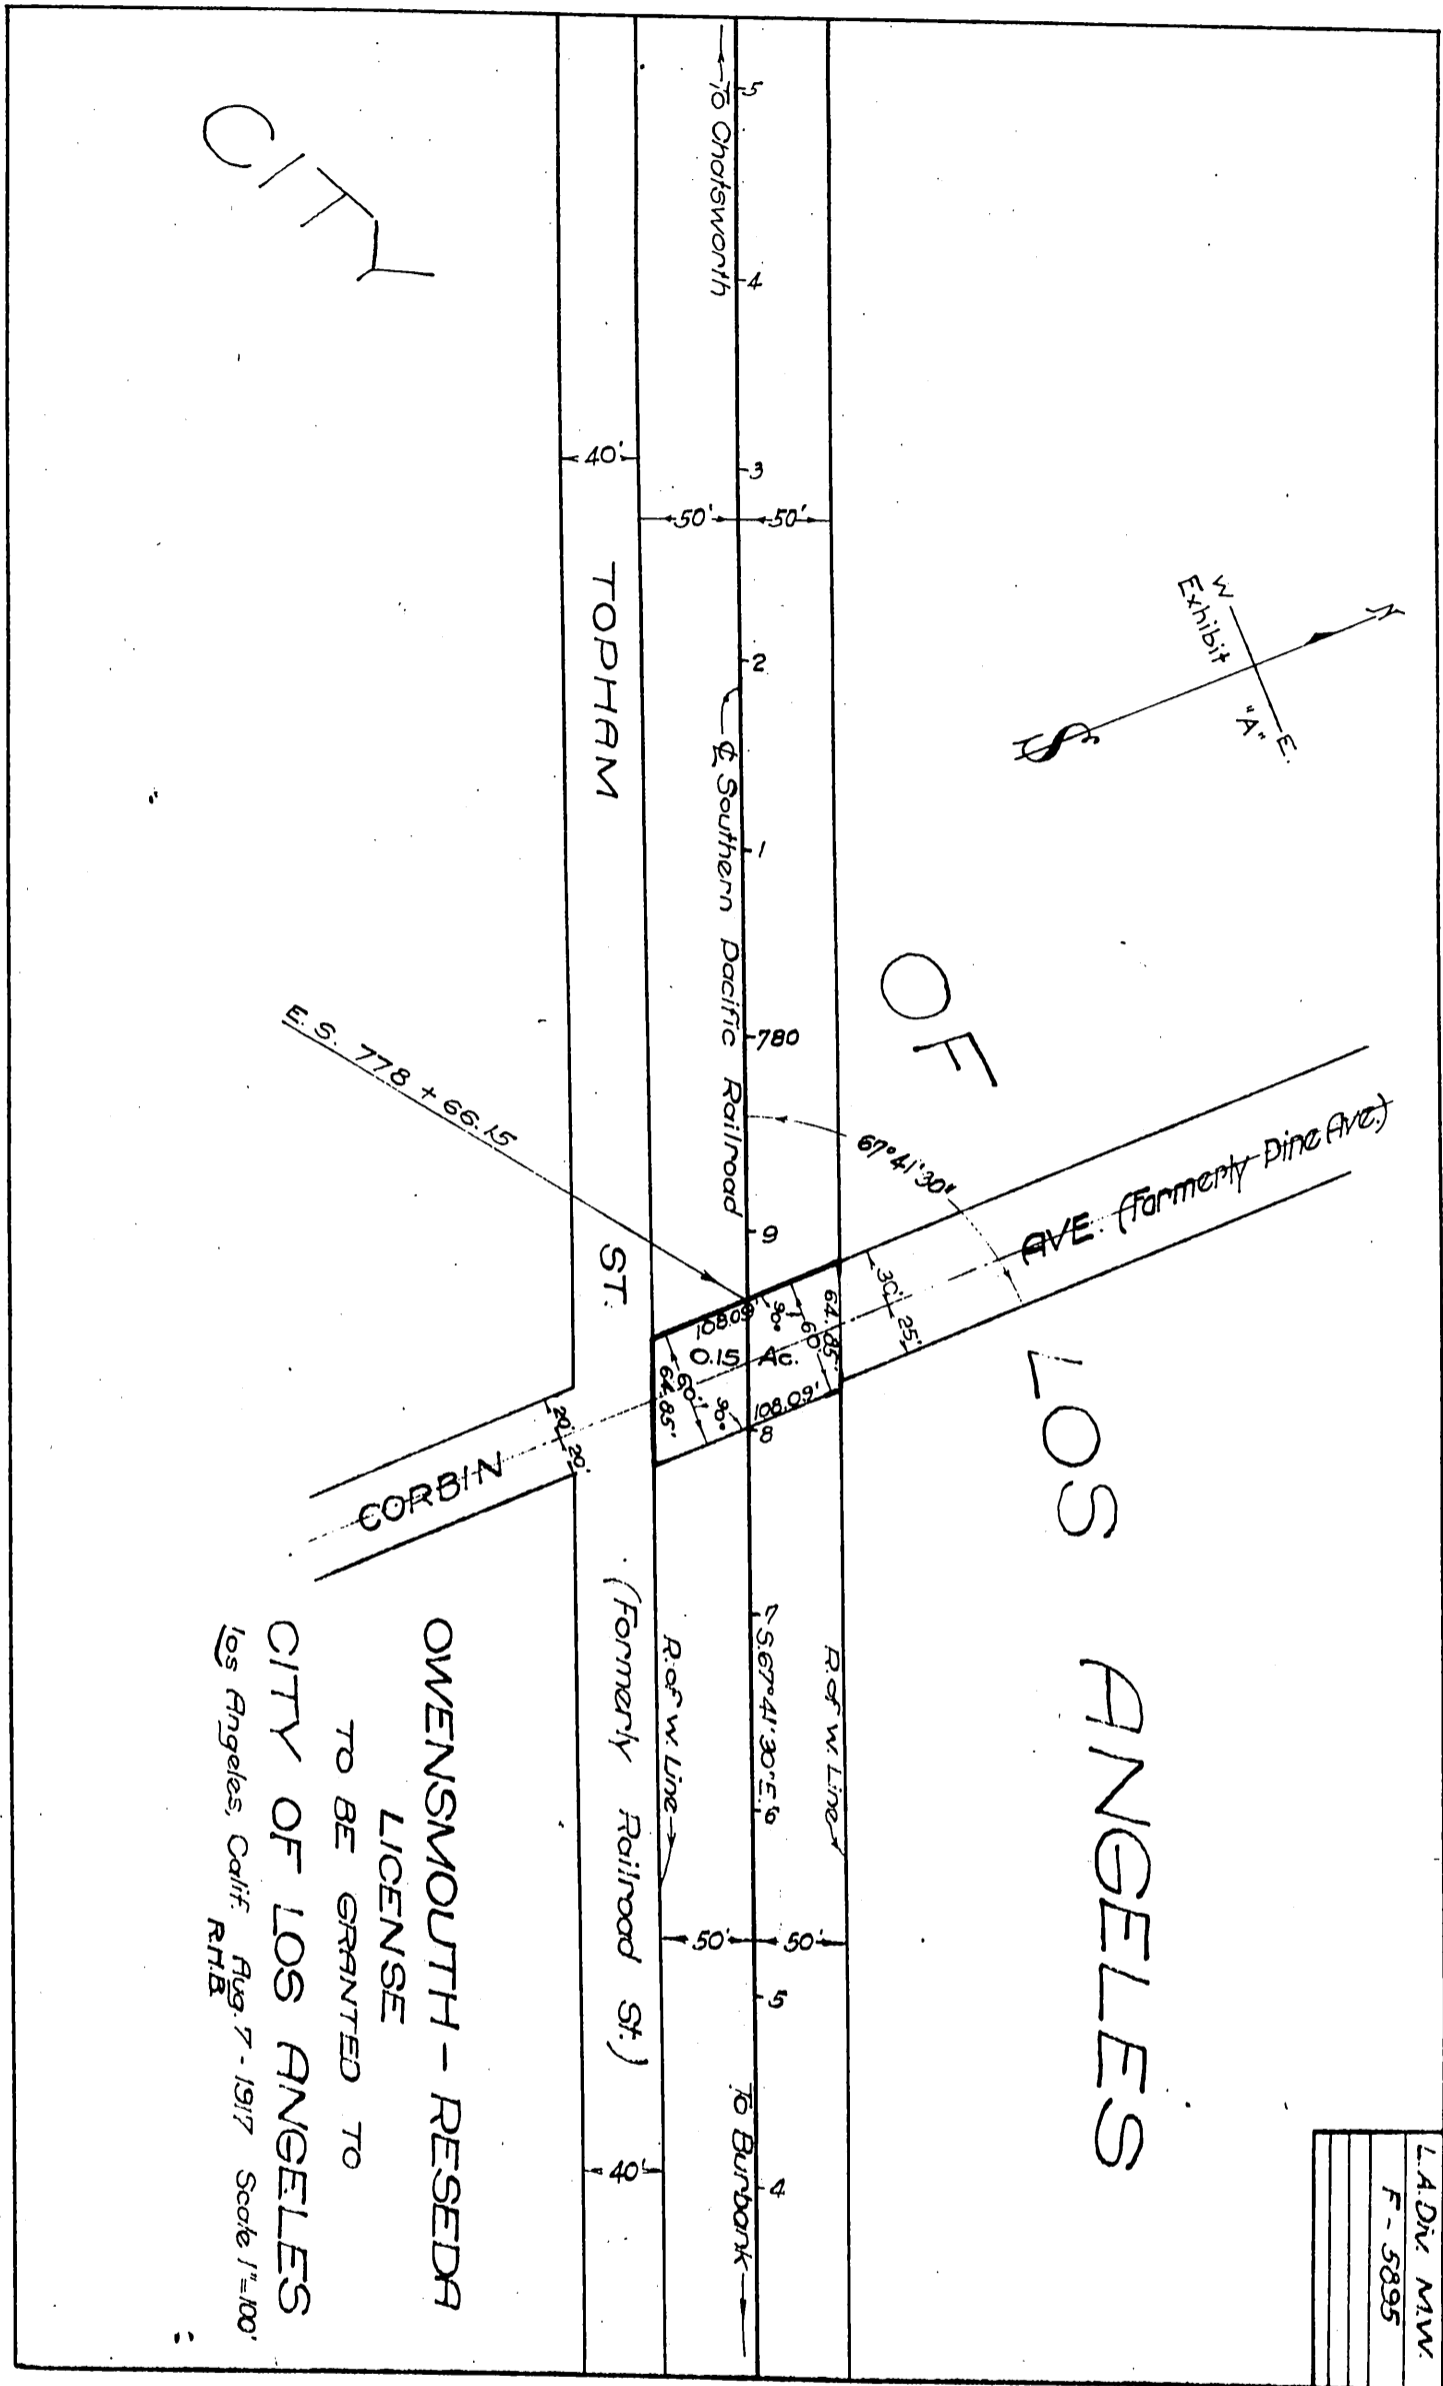 L.A.Div. M.W.
F-5895
N
W
E.
S
Exhibit "A"
CITY OF LOS ANGELES
AVE. (Formerly Pine Ave.)
CORBIN
67°41'30"
30' 25'
R. of W. Line
50' 50'
5 4 3 2 1 780 9 8 7 6 5 4
S.67°41'30"E.
← To Chatsworth
℄ Southern Pacific Railroad
To Burbank →
64.85'
60'
90°
108.09'
0.15 Ac.
108.09'
90°
60'
64.85'
R. of W. Line
50' 50'
40'
TOPHAM ST. (Formerly Railroad St.)
40'
20' 20'
E.S. 778 + 66.15
OWENSMOUTH - RESEDA
LICENSE
TO BE GRANTED TO
CITY OF LOS ANGELES
Los Angeles, Calif. Aug. 7 - 1917 Scale 1"=100'
R.H.B.